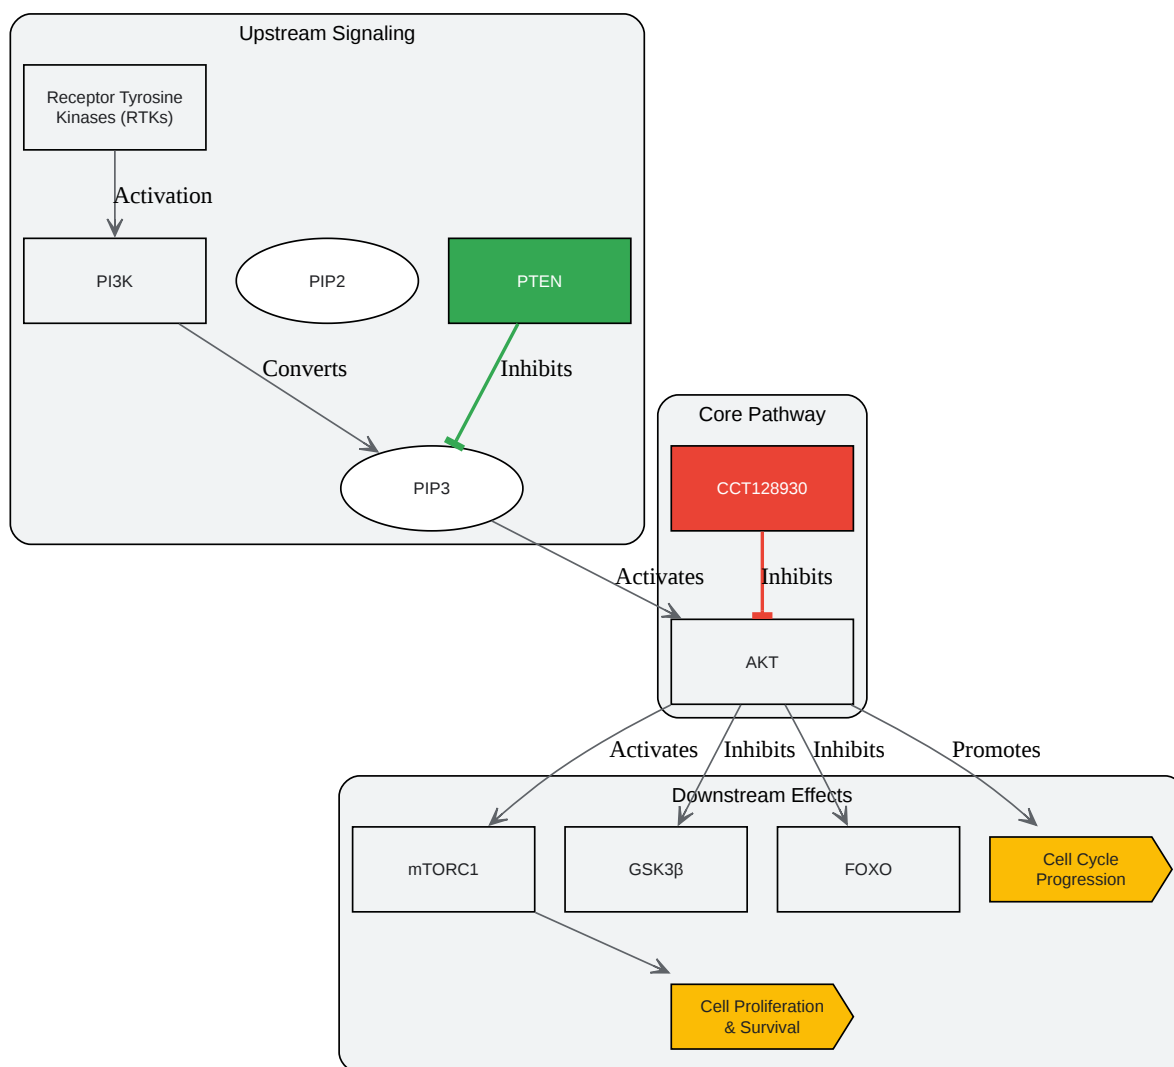 Upstream Signaling
Receptor Tyrosine
Kinases (RTKs)
Activation
PI3K
PIP2
PTEN
Converts
Inhibits
PIP3
Core Pathway
CCT128930
Activates
Inhibits
AKT
Activates
Inhibits
Inhibits
Promotes
Downstream Effects
mTORC1
GSK3β
FOXO
Cell Cycle
Progression
Cell Proliferation
& Survival